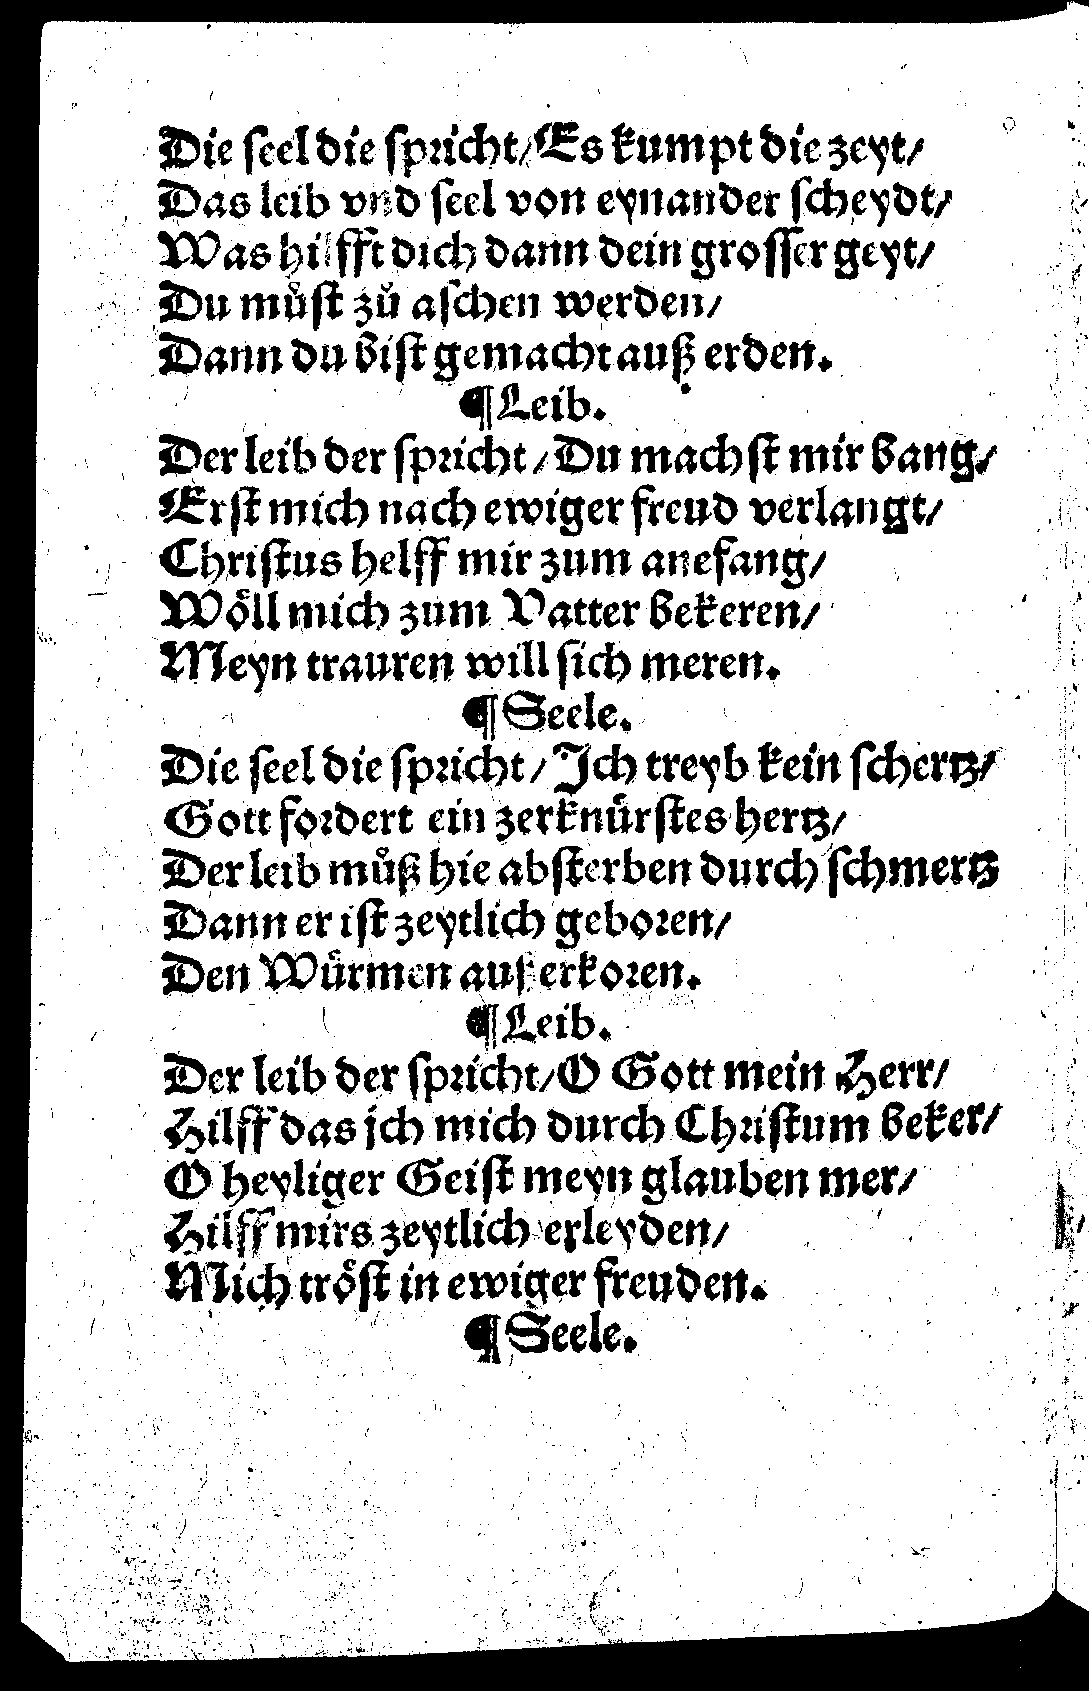 Die seel die spricht / Es kumpt die zeyt /
Das leib vnd seel von eynander scheydt /
Was hilfft dich dann dein grosser geyt /
Du můst zů aschen werden /
Dann du bist gemacht auß erden.
¶ Leib.
Der leib der spricht / Du machst mir bang /
Erst mich nach ewiger freud verlangt /
Christus helff mir zum anefang /
Wöll mich zum Vatter bekeren /
Meyn trauren will sich meren.
¶ Seele.
Die seel die spricht / Ich treyb kein schertz /
Gott fordert ein zerknürstes hertz /
Der leib můß hie absterben durch schmertz
Dann er ist zeytlich geboren /
Den Würmen außerkoren.
¶ Leib.
Der leib der spricht / O Gott mein Herr /
Hilff das jch mich durch Christum beker /
O heyliger Geist meyn glauben mer /
Hilff mirs zeytlich erleyden /
Mich tröst in ewiger freuden.
¶ Seele.